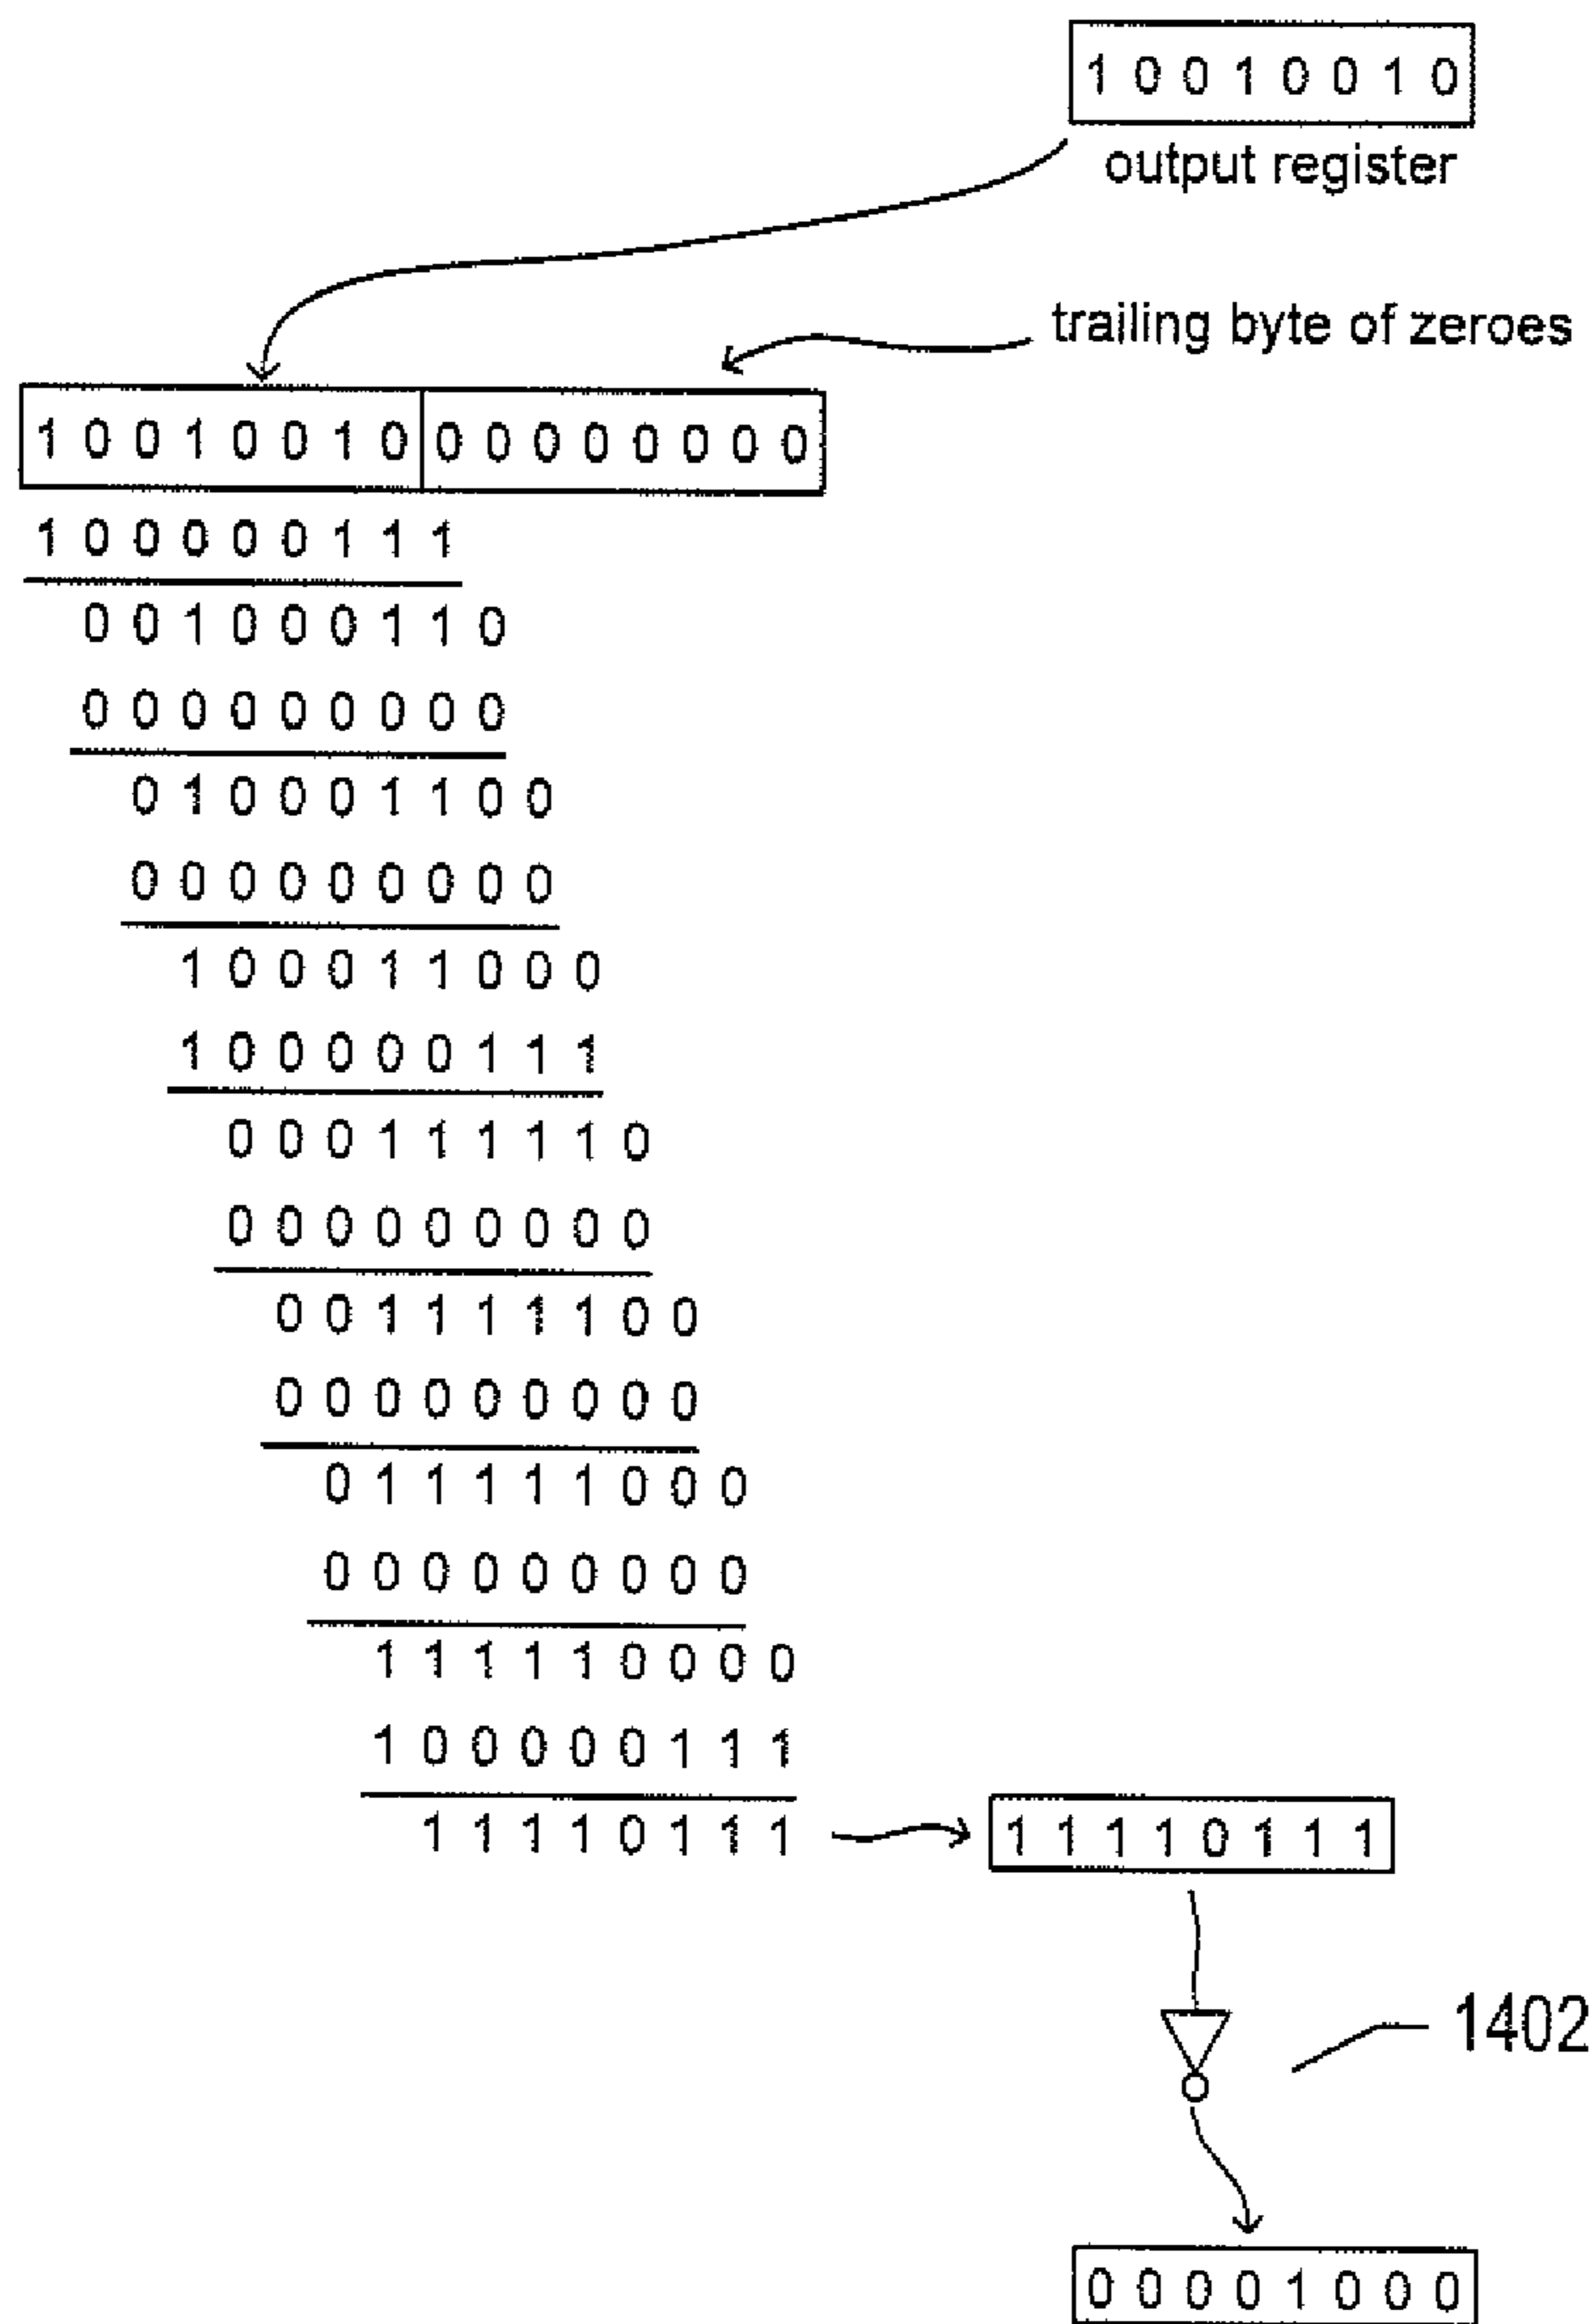 1 0 0 1 0 0 1 0
output register
trailing byte of zeroes
1 0 0 1 0 0 1 0 0 0 0 0 0 0 0 0
1 0 0 0 0 0 1 1 1
0 0 1 0 0 0 1 1 0
0 0 0 0 0 0 0 0 0
0 1 0 0 0 1 1 0 0
0 0 0 0 0 0 0 0 0
1 0 0 0 1 1 0 0 0
1 0 0 0 0 0 1 1 1
0 0 0 1 1 1 1 1 0
0 0 0 0 0 0 0 0 0
0 0 1 1 1 1 1 0 0
0 0 0 0 0 0 0 0 0
0 1 1 1 1 1 0 0 0
0 0 0 0 0 0 0 0 0
1 1 1 1 1 0 0 0 0
1 0 0 0 0 0 1 1 1
1 1 1 1 0 1 1 1 1 1 1 1 0 1 1 1
1402
0 0 0 0 1 0 0 0